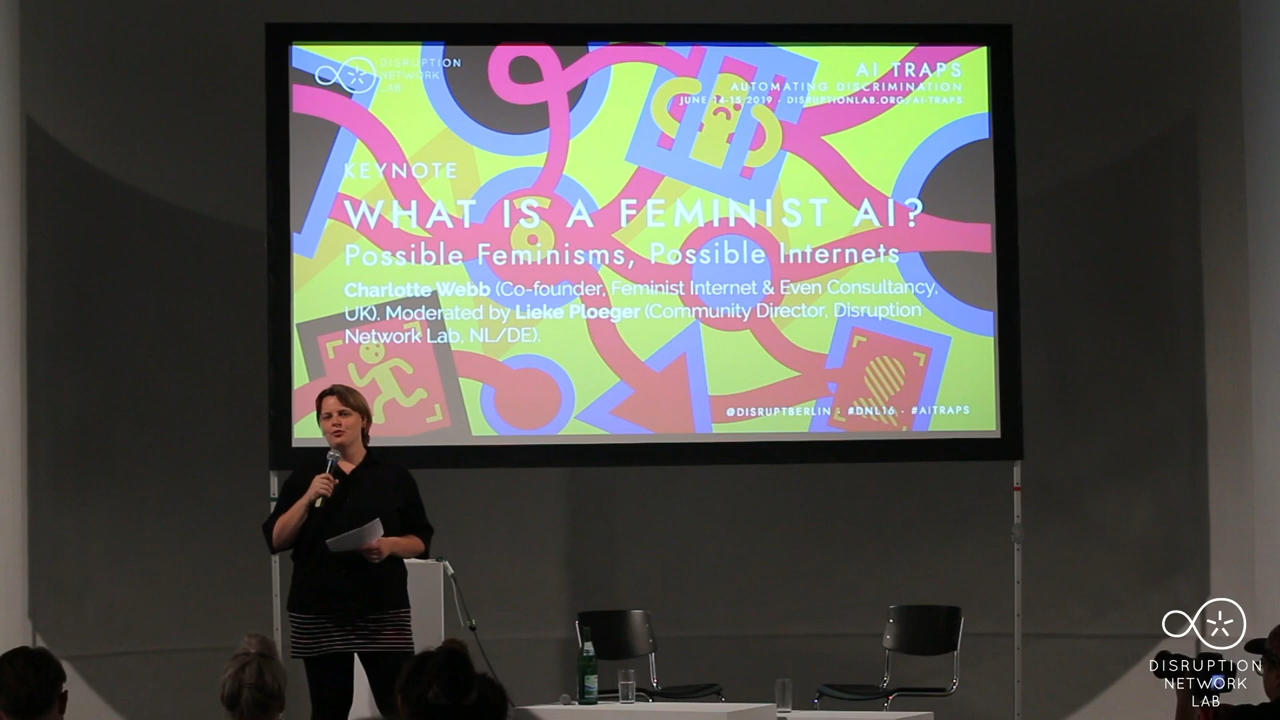 DISRUPTION
NETWORK
LAB
AI TRAPS
AUTOMATING DISCRIMINATION
JUNE 14-15 2019 · DISRUPTIONLAB.ORG/AI-TRAPS
KEYNOTE
WHAT IS A FEMINIST AI?
Possible Feminisms, Possible Internets
Charlotte Webb (Co-founder, Feminist Internet & Even Consultancy,
UK). Moderated by Lieke Ploeger (Community Director, Disruption
Network Lab, NL/DE).
@DISRUPTBERLIN · #DNL16 · #AITRAPS
DISRUPTION
NETWORK
LAB